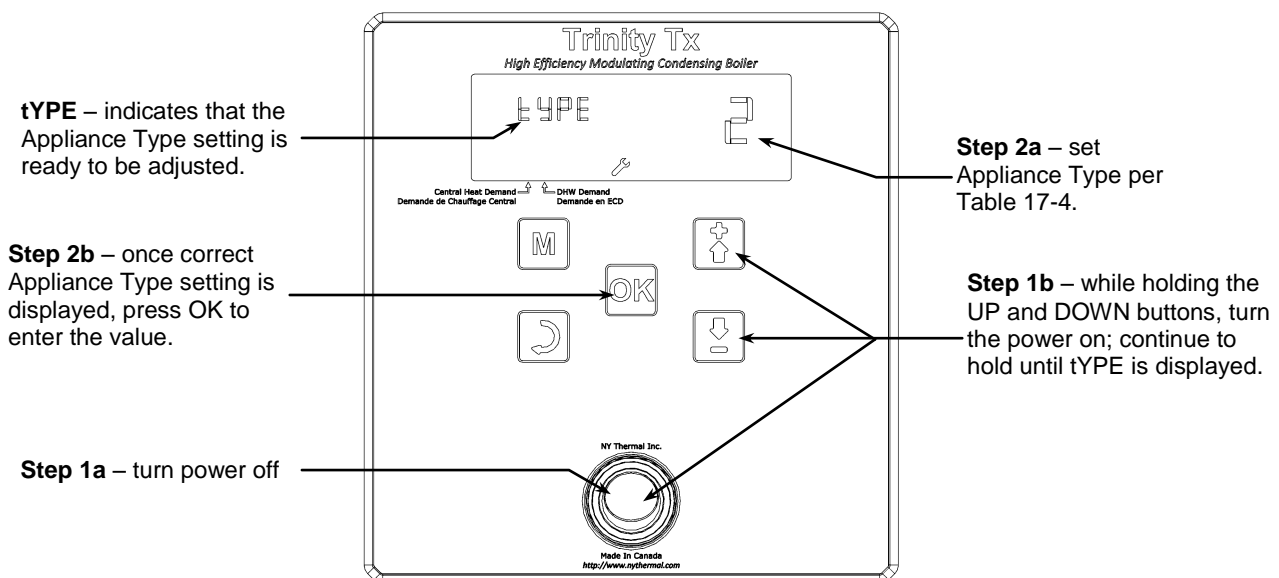 Trinity Tx
High Efficiency Modulating Condensing Boiler
tYPE 2
tYPE – indicates that the
Appliance Type setting is
ready to be adjusted.
Step 2a – set
Appliance Type per
Table 17-4.
Central Heat Demand
Demande de Chauffage Central
DHW Demand
Demande en ECD
M
OK
Step 2b – once correct
Appliance Type setting is
displayed, press OK to
enter the value.
Step 1b – while holding the
UP and DOWN buttons, turn
the power on; continue to
hold until tYPE is displayed.
Step 1a – turn power off
NY Thermal Inc.
Made In Canada
http://www.nythermal.com